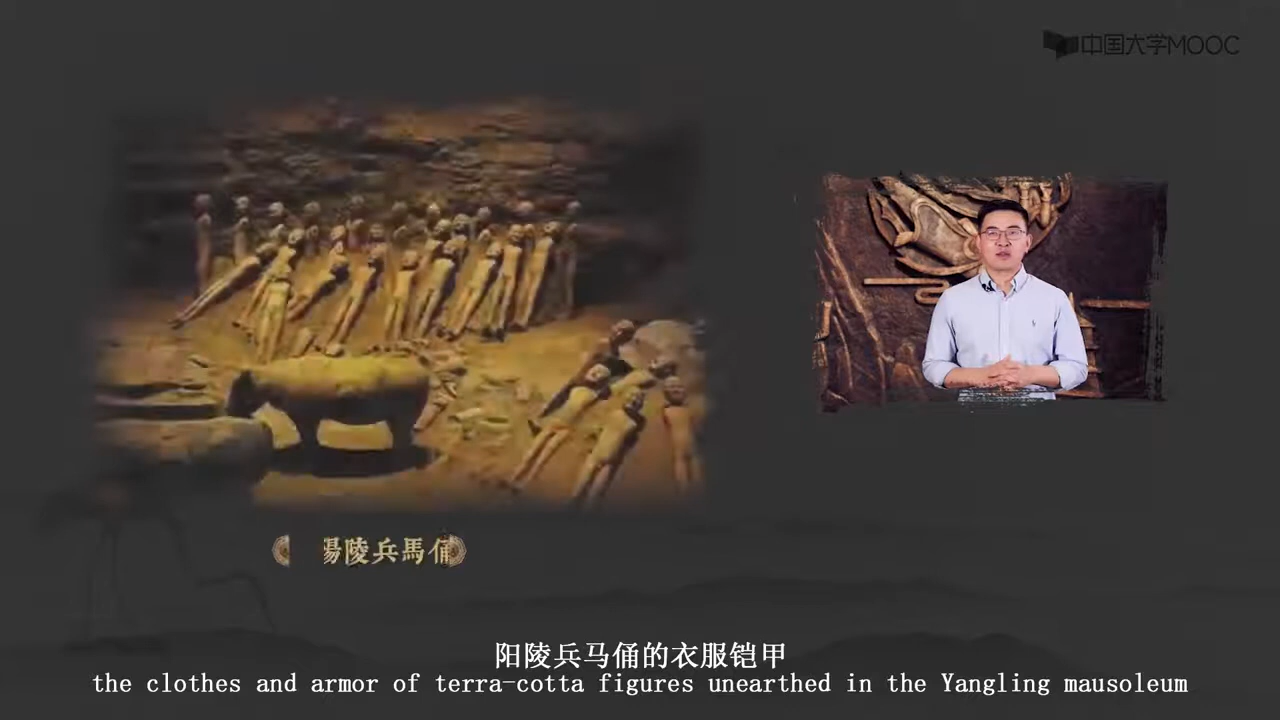 中国大学MOOC
陽陵兵馬俑
阳陵兵马俑的衣服铠甲
the clothes and armor of terra-cotta figures unearthed in the Yangling mausoleum